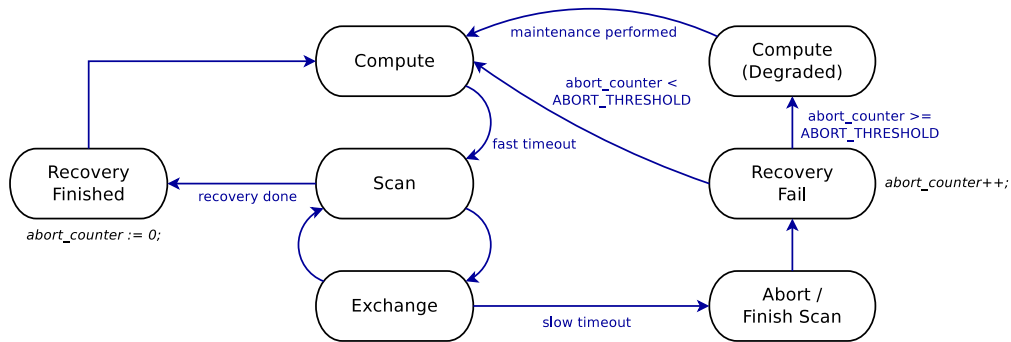 maintenance performed
Compute
Compute
(Degraded)
abort_counter <
ABORT_THRESHOLD
abort_counter >=
ABORT_THRESHOLD
fast timeout
Recovery
Finished
recovery done
Scan
Recovery
Fail
abort_counter++;
abort_counter := 0;
Exchange
slow timeout
Abort /
Finish Scan